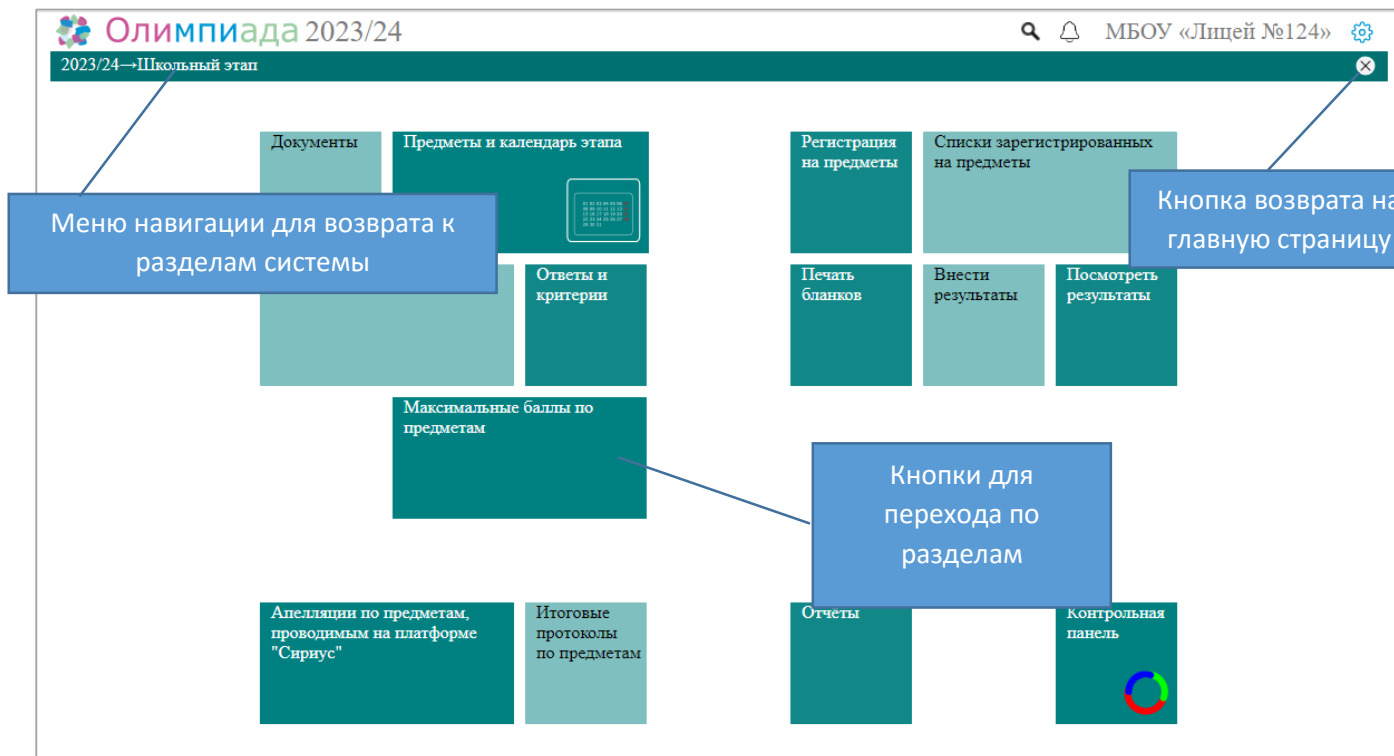 Олимпиада 2023/24
МБОУ «Лицей №124»
2023/24→Школьный этап
Документы
Предметы и календарь этапа
Регистрация
на предметы
Списки зарегистрированных
на предметы
Меню навигации для возврата к
разделам системы
Кнопка возврата на
главную страницу
Ответы и
критерии
Печать
бланков
Внести
результаты
Посмотреть
результаты
Максимальные баллы по
предметам
Кнопки для
перехода по
разделам
Апелляции по предметам,
проводимым на платформе
"Сириус"
Итоговые
протоколы
по предметам
Отчёты
Контрольная
панель